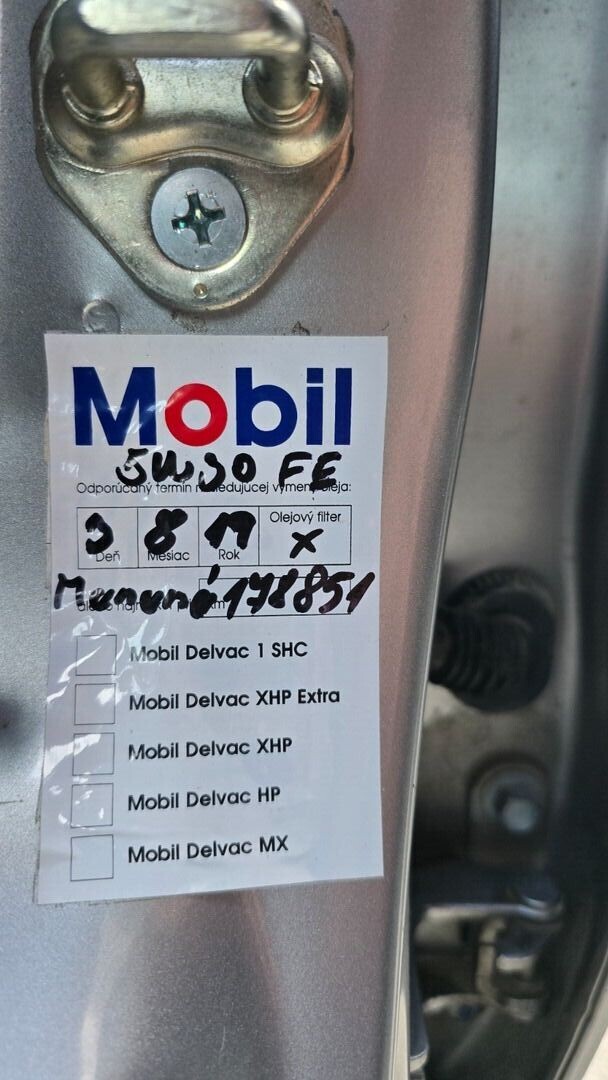 Mobil
5W30 FE
Odporúčaný termín nasledujúcej výmeny oleja:
3 8 17 x
Deň Mesiac Rok Olejový filter
178851
km
Mobil Delvac 1 SHC
Mobil Delvac XHP Extra
Mobil Delvac XHP
Mobil Delvac HP
Mobil Delvac MX